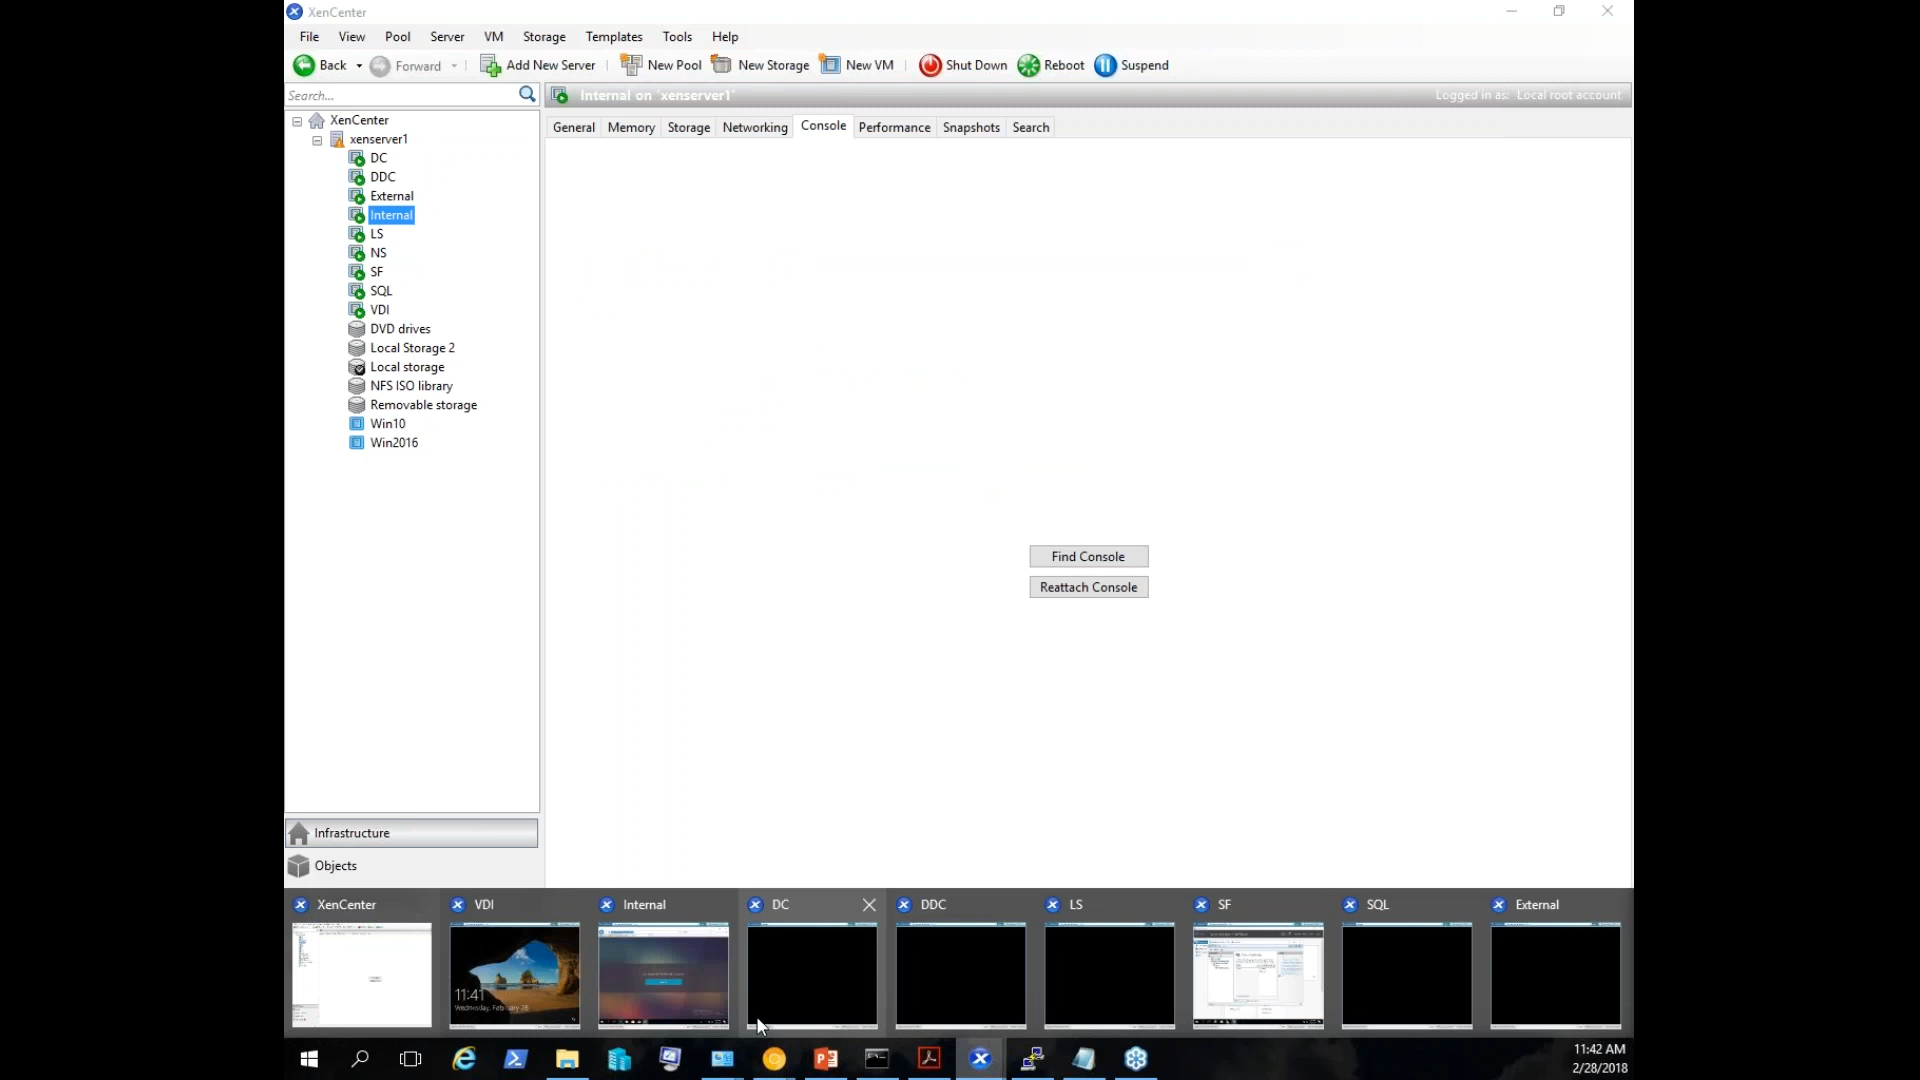 XenCenter
File View Pool Server VM Storage Templates Tools Help
Back Forward Add New Server New Pool New Storage New VM Shut Down Reboot Suspend
Search...
Internal on 'xenserver1'
Logged in as: Local root account
General Memory Storage Networking Console Performance Snapshots Search
XenCenter
xenserver1
DC
DDC
External
Internal
LS
NS
SF
SQL
VDI
DVD drives
Local Storage 2
Local storage
NFS ISO library
Removable storage
Win10
Win2016
Find Console
Reattach Console
Infrastructure
Objects
XenCenter VDI Internal DC DDC LS SF SQL External
11:41
Wednesday, February 28
11:42 AM
2/28/2018